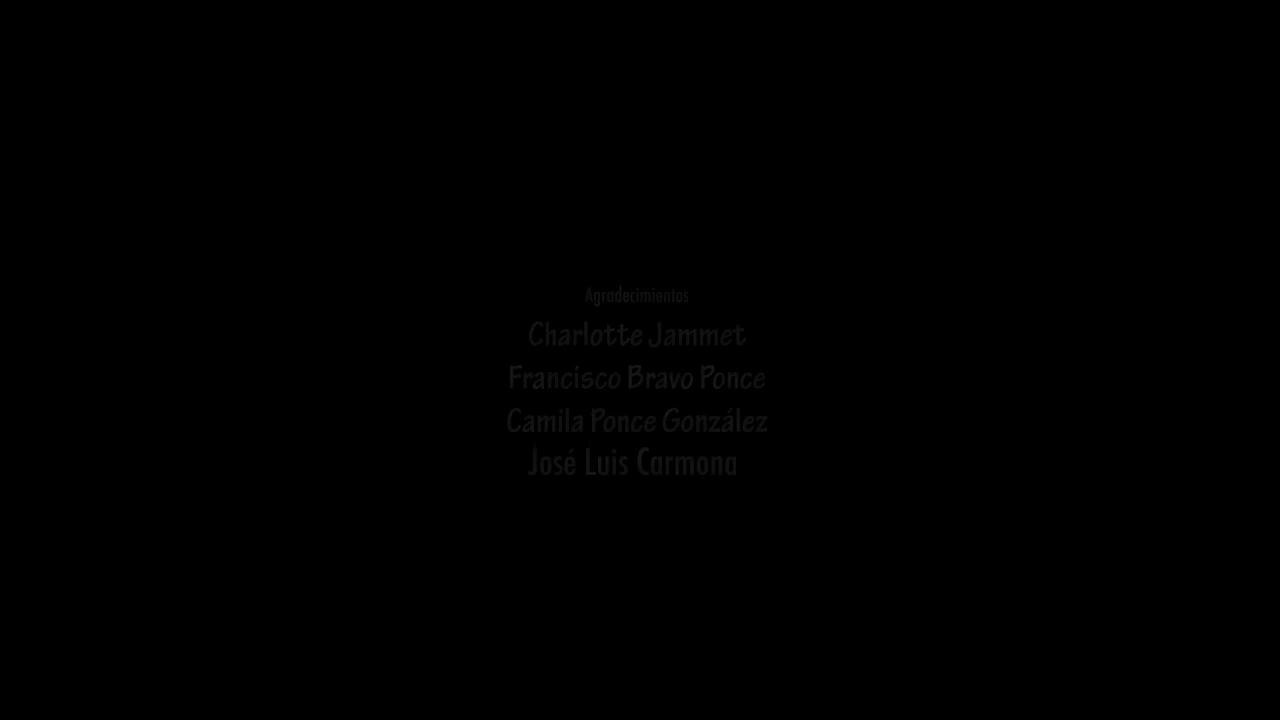 Agradecimientos
Charlotte Jammet
Francisco Bravo Ponce
Camila Ponce González
José Luis Carmona